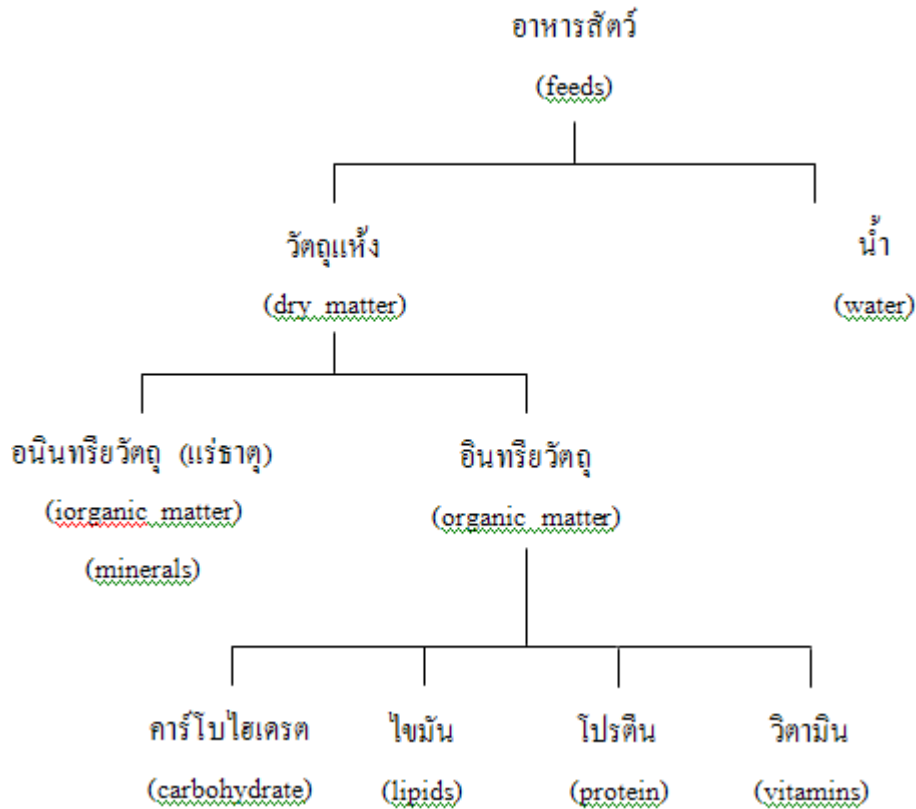 อาหารสัตว์
(feeds)
วัตถุแห้ง
(dry matter)
น้ำ
(water)
อนินทรียวัตถุ (แร่ธาตุ)
(iorganic matter)
(minerals)
อินทรียวัตถุ
(organic matter)
คาร์โบไฮเดรต
(carbohydrate)
ไขมัน
(lipids)
โปรตีน
(protein)
วิตามิน
(vitamins)